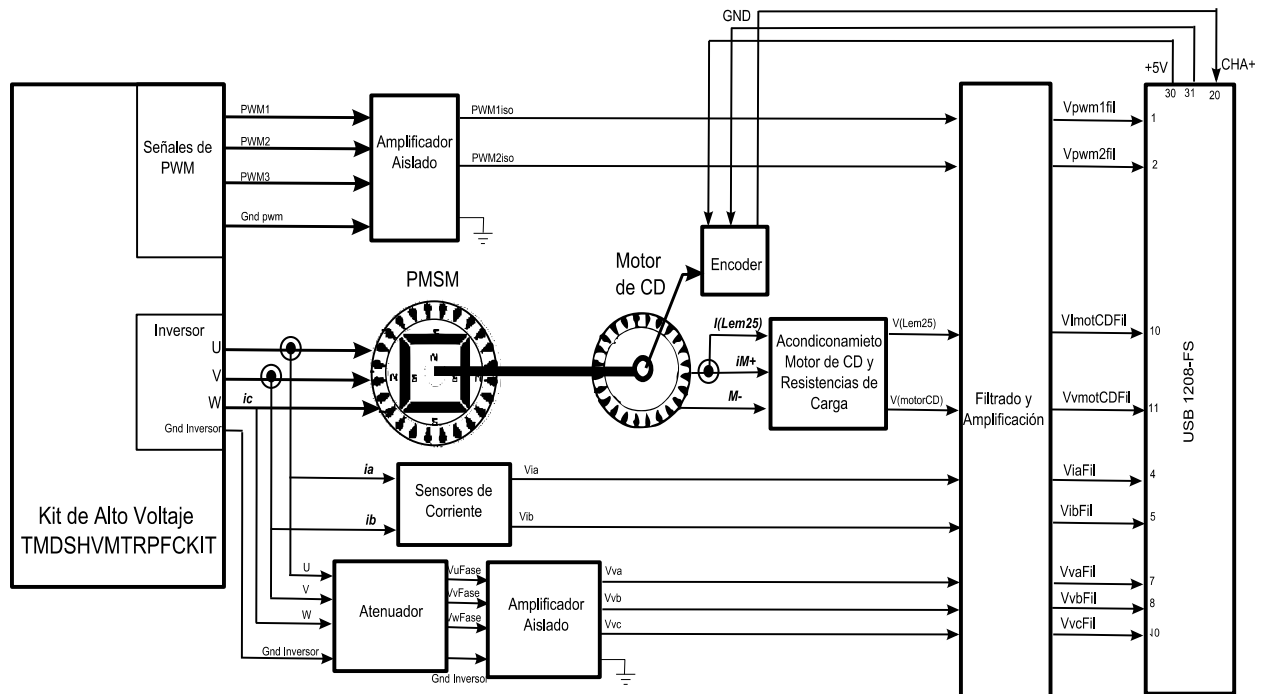 GND
+5V
CHA+
30
31
20
PWM1
PWM2
PWM3
Gnd pwm
Señales de
PWM
Amplificador
Aislado
PWM1iso
PWM2iso
Vpwm1fil
1
Vpwm2fil
2
Encoder
Motor
de CD
PMSM
Inversor
U
V
W
ic
Gnd Inversor
I(Lem25)
iM+
M-
Acondiconamieto
Motor de CD y
Resistencias de
Carga
V(Lem25)
V(motorCD)
Filtrado y
Amplificación
VImotCDFil
10
VvmotCDFil
11
USB 1208-FS
Kit de Alto Voltaje
TMDSHVMTRPFCKIT
ia
ib
Sensores de
Corriente
Via
Vib
ViaFil
4
VibFil
5
U
V
W
Gnd Inversor
Atenuador
VuFase
VvFase
VwFase
Gnd Inversor
Amplificador
Aislado
Vva
Vvb
Vvc
VvaFil
7
VvbFil
8
VvcFil
10